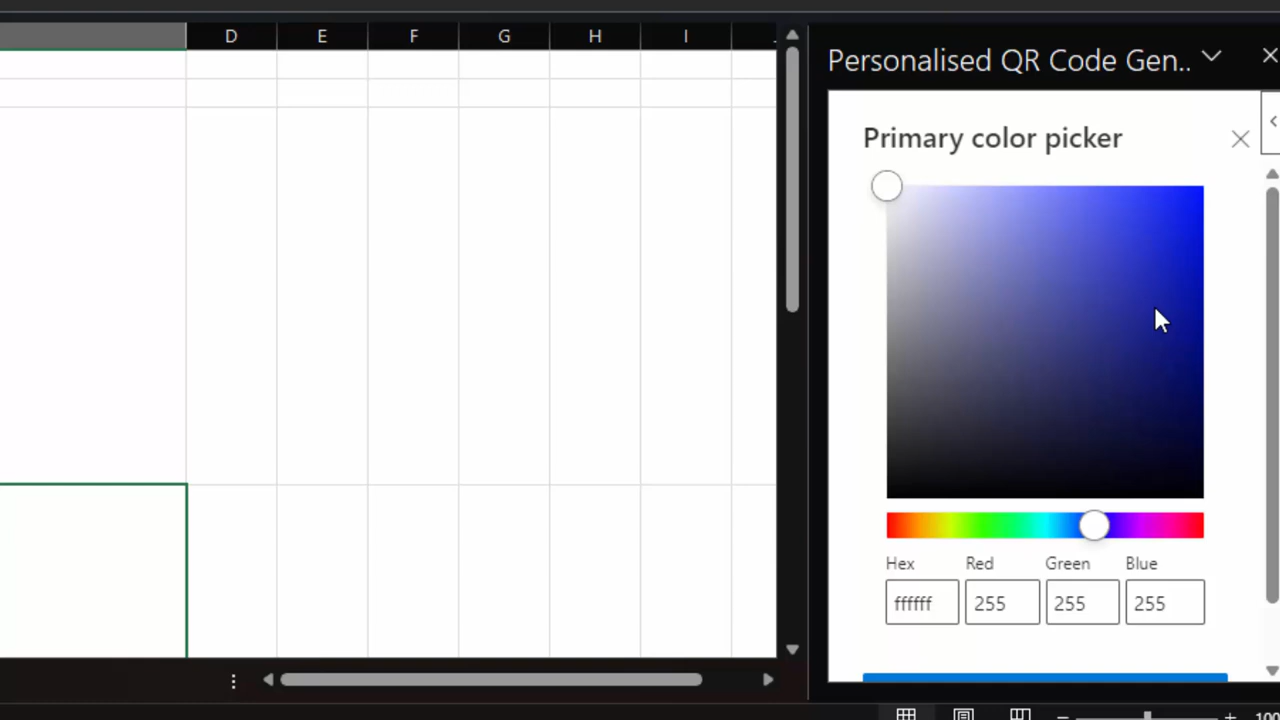 D E F G H I
Personalised QR Code Gen..
Primary color picker
Hex Red Green Blue
ffffff 255 255 255